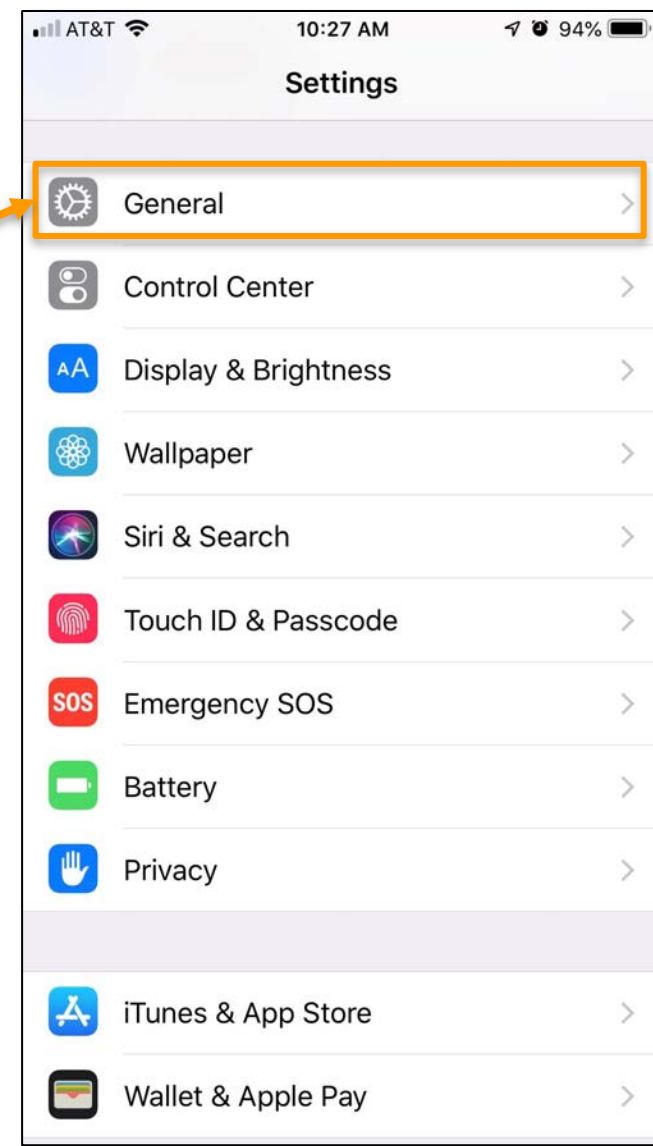 AT&T 10:27 AM 94%
Settings
General
Control Center
AA Display & Brightness
Wallpaper
Siri & Search
Touch ID & Passcode
SOS Emergency SOS
Battery
Privacy
iTunes & App Store
Wallet & Apple Pay